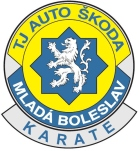 TJ AUTO ŠKODA
MLADÁ BOLESLAV
KARATE